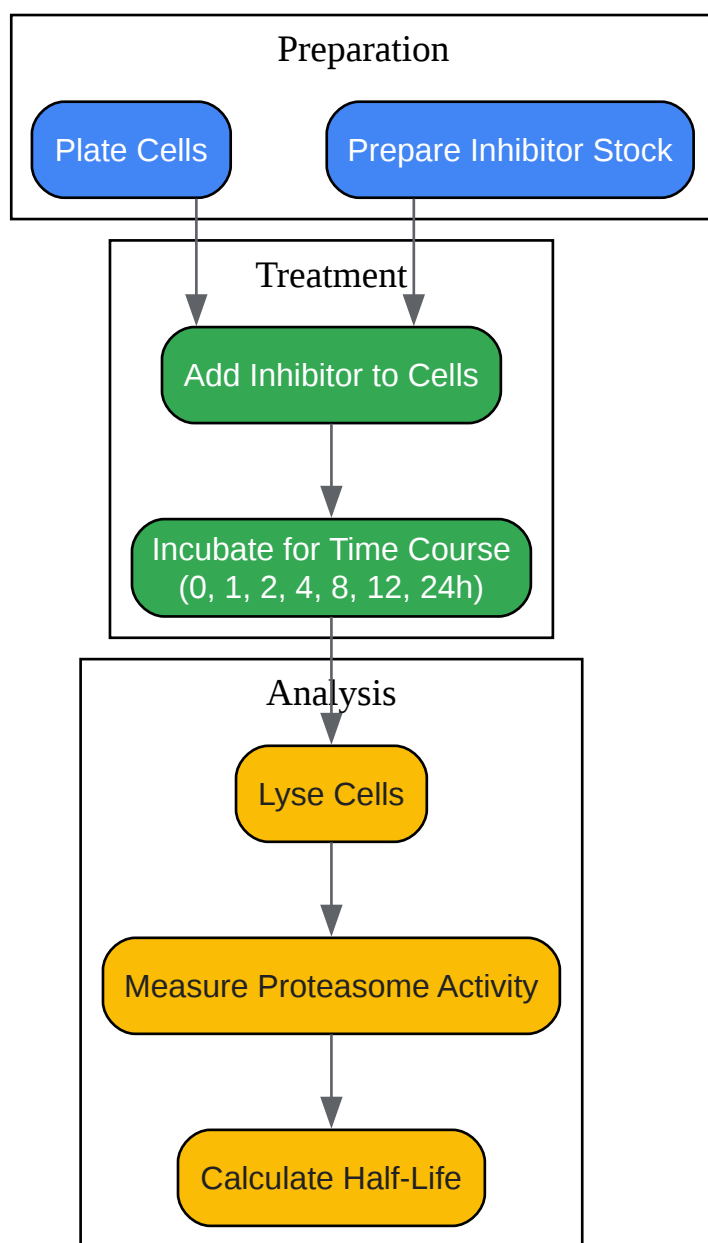 Preparation
Plate Cells
Prepare Inhibitor Stock
Treatment
Add Inhibitor to Cells
Incubate for Time Course
(0, 1, 2, 4, 8, 12, 24h)
Analysis
Lyse Cells
Measure Proteasome Activity
Calculate Half-Life